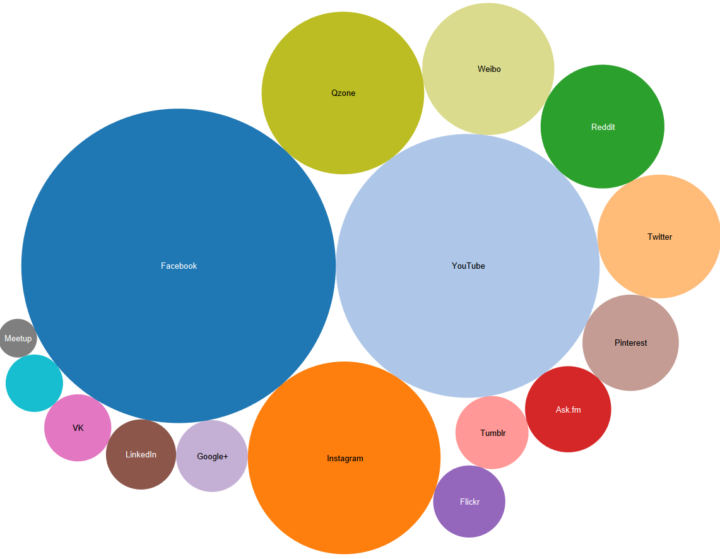 Weibo
Qzone
Reddit
Twitter
Facebook
YouTube
Meetup
Pinterest
Ask.fm
VK
Tumblr
LinkedIn
Google+
Instagram
Flickr